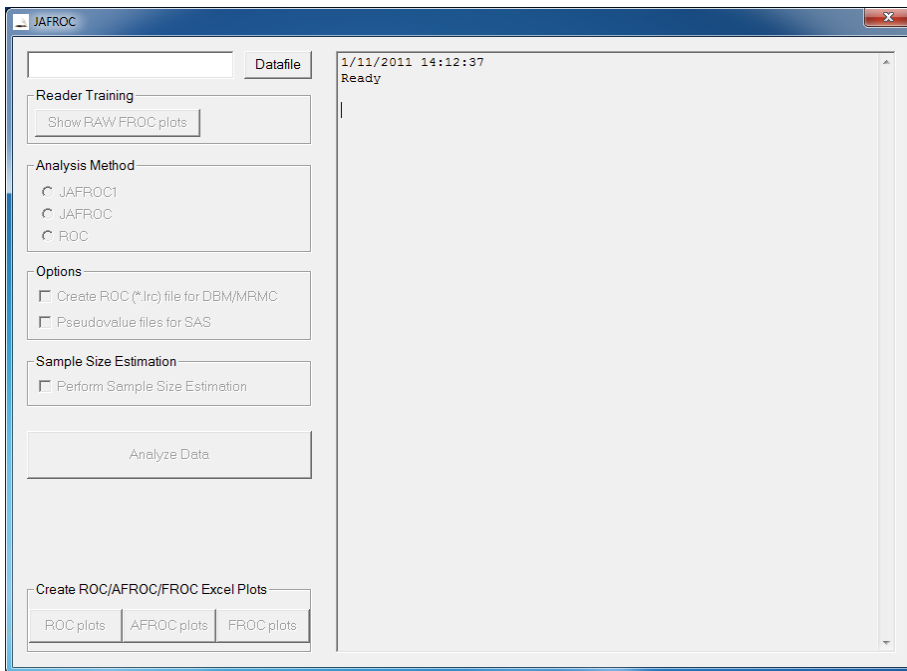 JAFROC
Datafile
Reader Training
Show RAW FROC plots
Analysis Method
JAFROC1
JAFROC
ROC
Options
Create ROC (*.lrc) file for DBM/MRMC
Pseudovalue files for SAS
Sample Size Estimation
Perform Sample Size Estimation
Analyze Data
Create ROC/AFROC/FROC Excel Plots
ROC plots AFROC plots FROC plots
1/11/2011 14:12:37
Ready